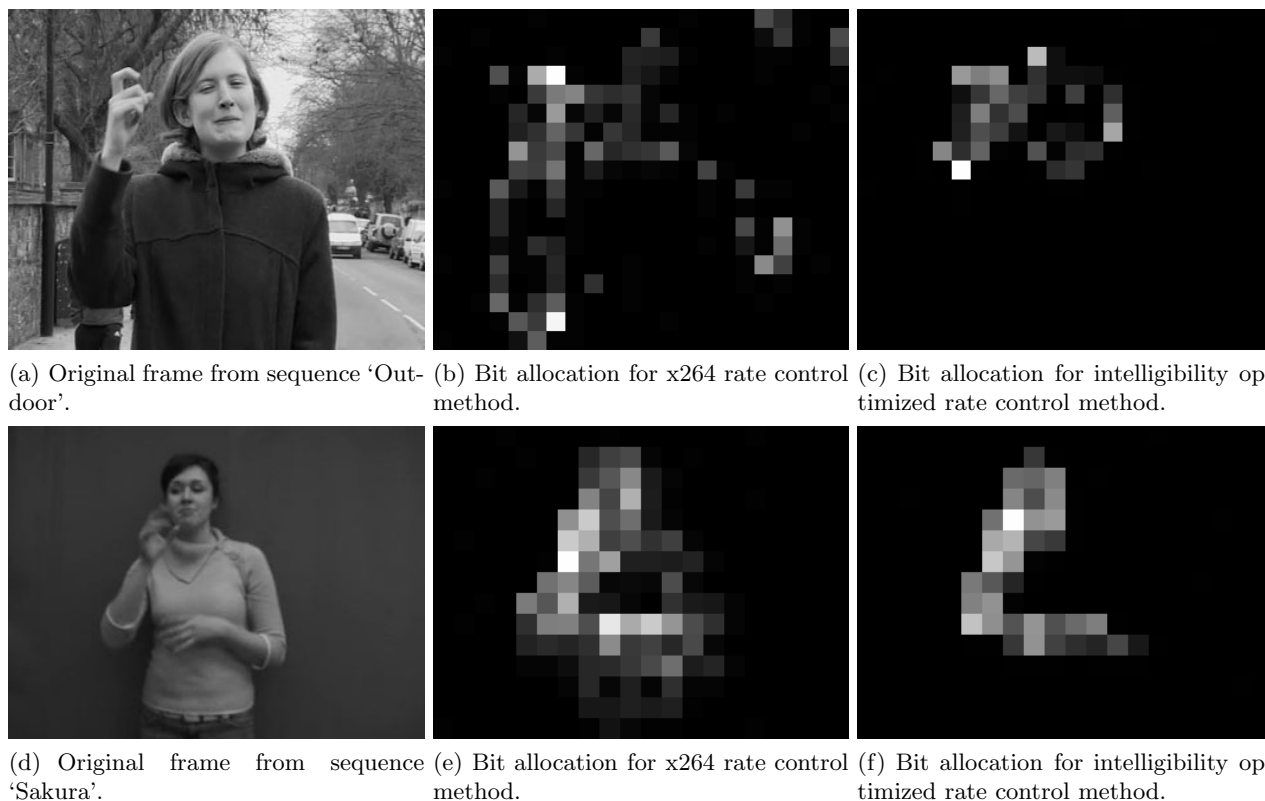 (a) Original frame from sequence ‘Out-
door’.
(b) Bit allocation for x264 rate control
method.
(c) Bit allocation for intelligibility op
timized rate control method.
(d) Original frame from sequence
‘Sakura’.
(e) Bit allocation for x264 rate control
method.
(f) Bit allocation for intelligibility op
timized rate control method.